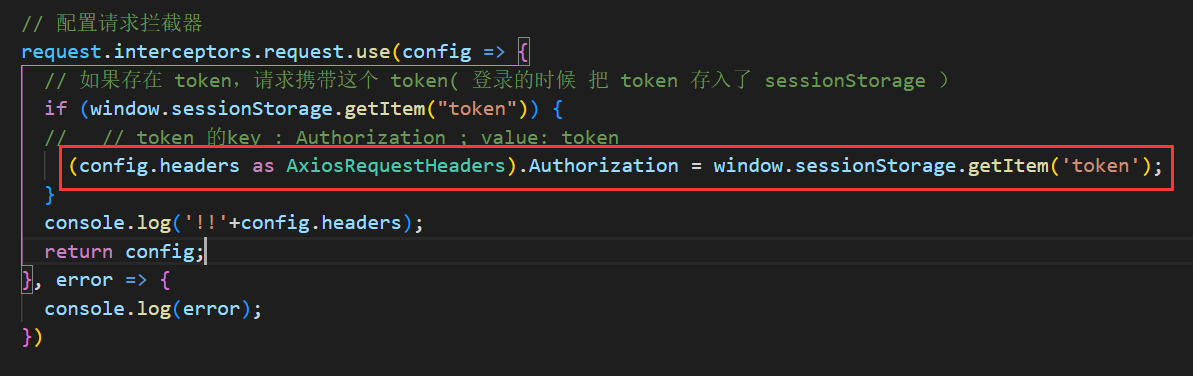 // 配置请求拦截器
request.interceptors.request.use(config => {
// 如果存在 token，请求携带这个 token( 登录的时候 把 token 存入了 sessionStorage ）
if (window.sessionStorage.getItem("token")) {
//   // token 的key : Authorization ; value: token
(config.headers as AxiosRequestHeaders).Authorization = window.sessionStorage.getItem('token');
}
console.log('!!'+config.headers);
return config;
}, error => {
console.log(error);
})